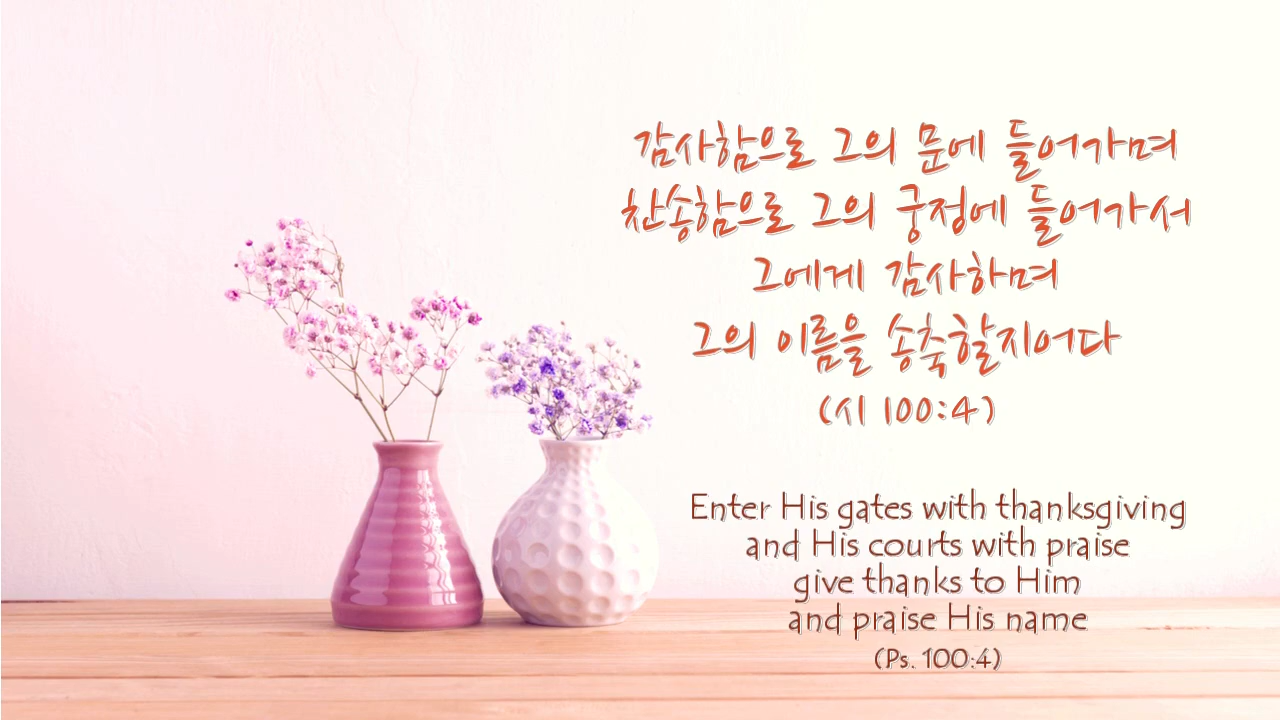 감사함으로 그의 문에 들어가며
찬송함으로 그의 궁정에 들어가서
그에게 감사하며
그의 이름을 송축할지어다
(시 100:4)
Enter His gates with thanksgiving
and His courts with praise
give thanks to Him
and praise His name
(Ps. 100:4)